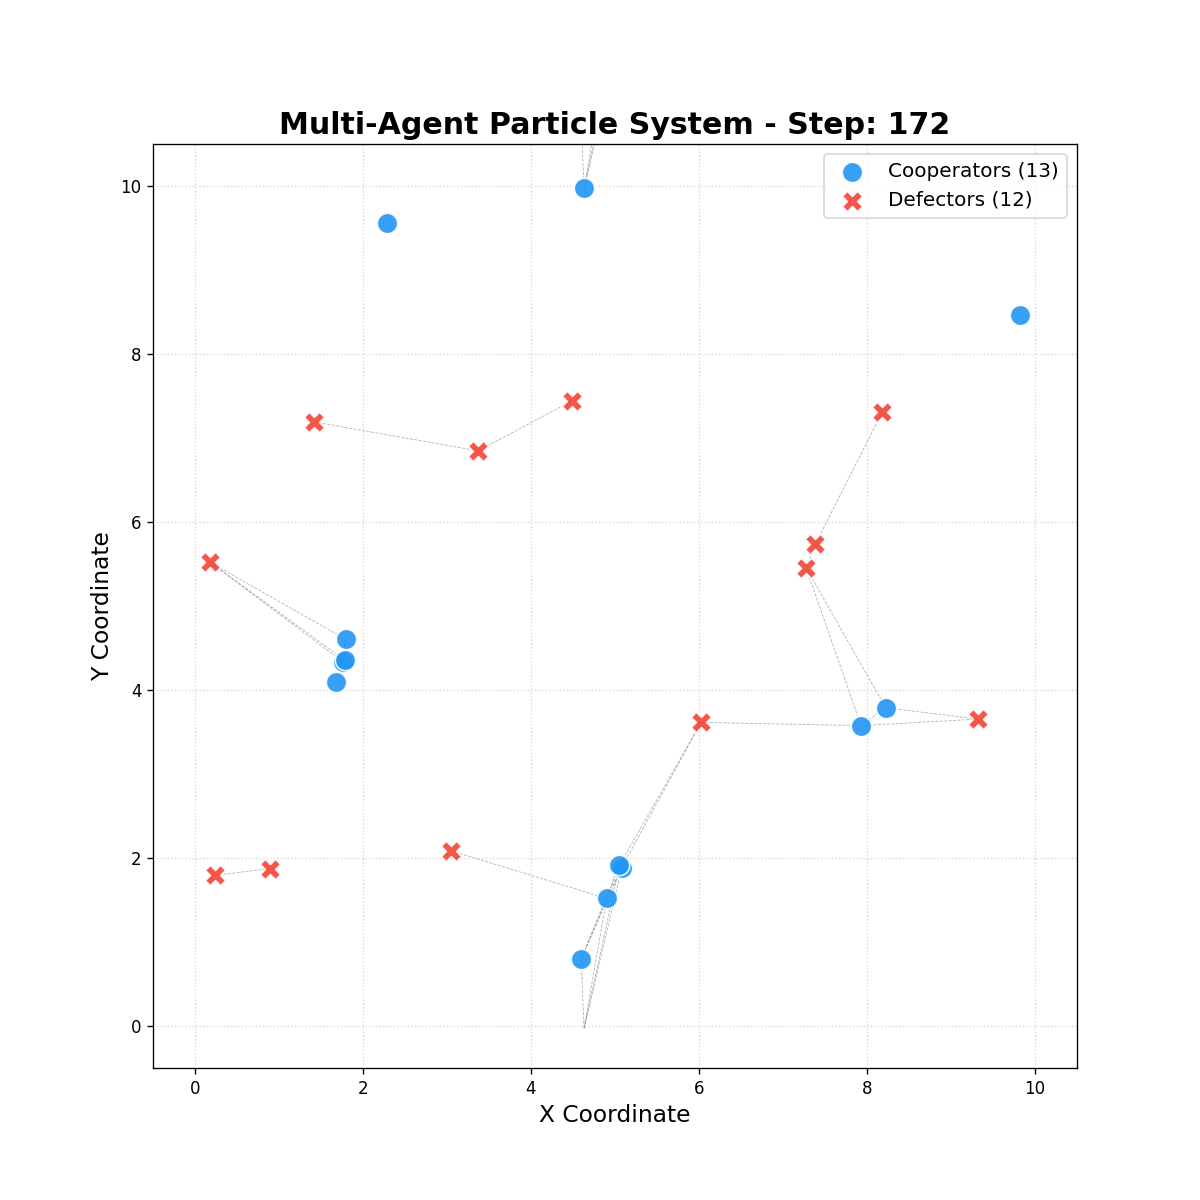 Multi-Agent Particle System - Step: 172
Cooperators (13)
Defectors (12)
Y Coordinate
10
8
6
4
2
0
0 2 4 6 8 10
X Coordinate